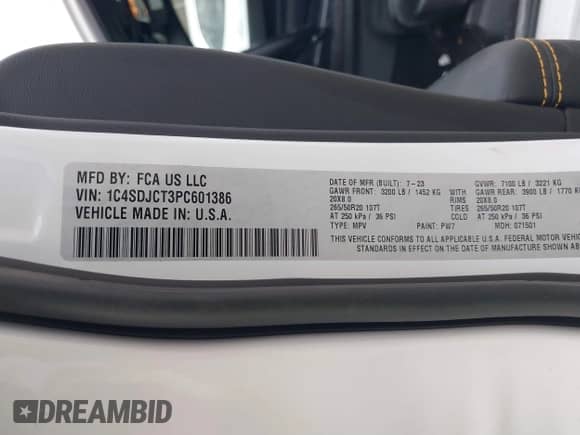 MFD BY: FCA US LLC
VIN: 1C4SDJCT3PC601386
VEHICLE MADE IN: U.S.A.
DATE OF MFR (BUILT): 7-23 GVWR: 7100 LB / 3221 KG
GAWR FRONT: 3200 LB / 1452 KG GAWR REAR: 3900 LB / 1770 KG
20X8.0 RIMS 20X8.0
265/50R20 107T TIRES 265/50R20 107T
AT 250 kPa / 36 PSI AT 250 kPa / 36 PSI
TYPE: MPV PAINT: PW7 MDH: 071501
THIS VEHICLE CONFORMS TO ALL APPLICABLE U.S.A. FEDERAL MOTOR VEHIC
STANDARDS IN EFFECT ON THE DATE OF MANUFACTURE SHOWN AB
DREAMBID